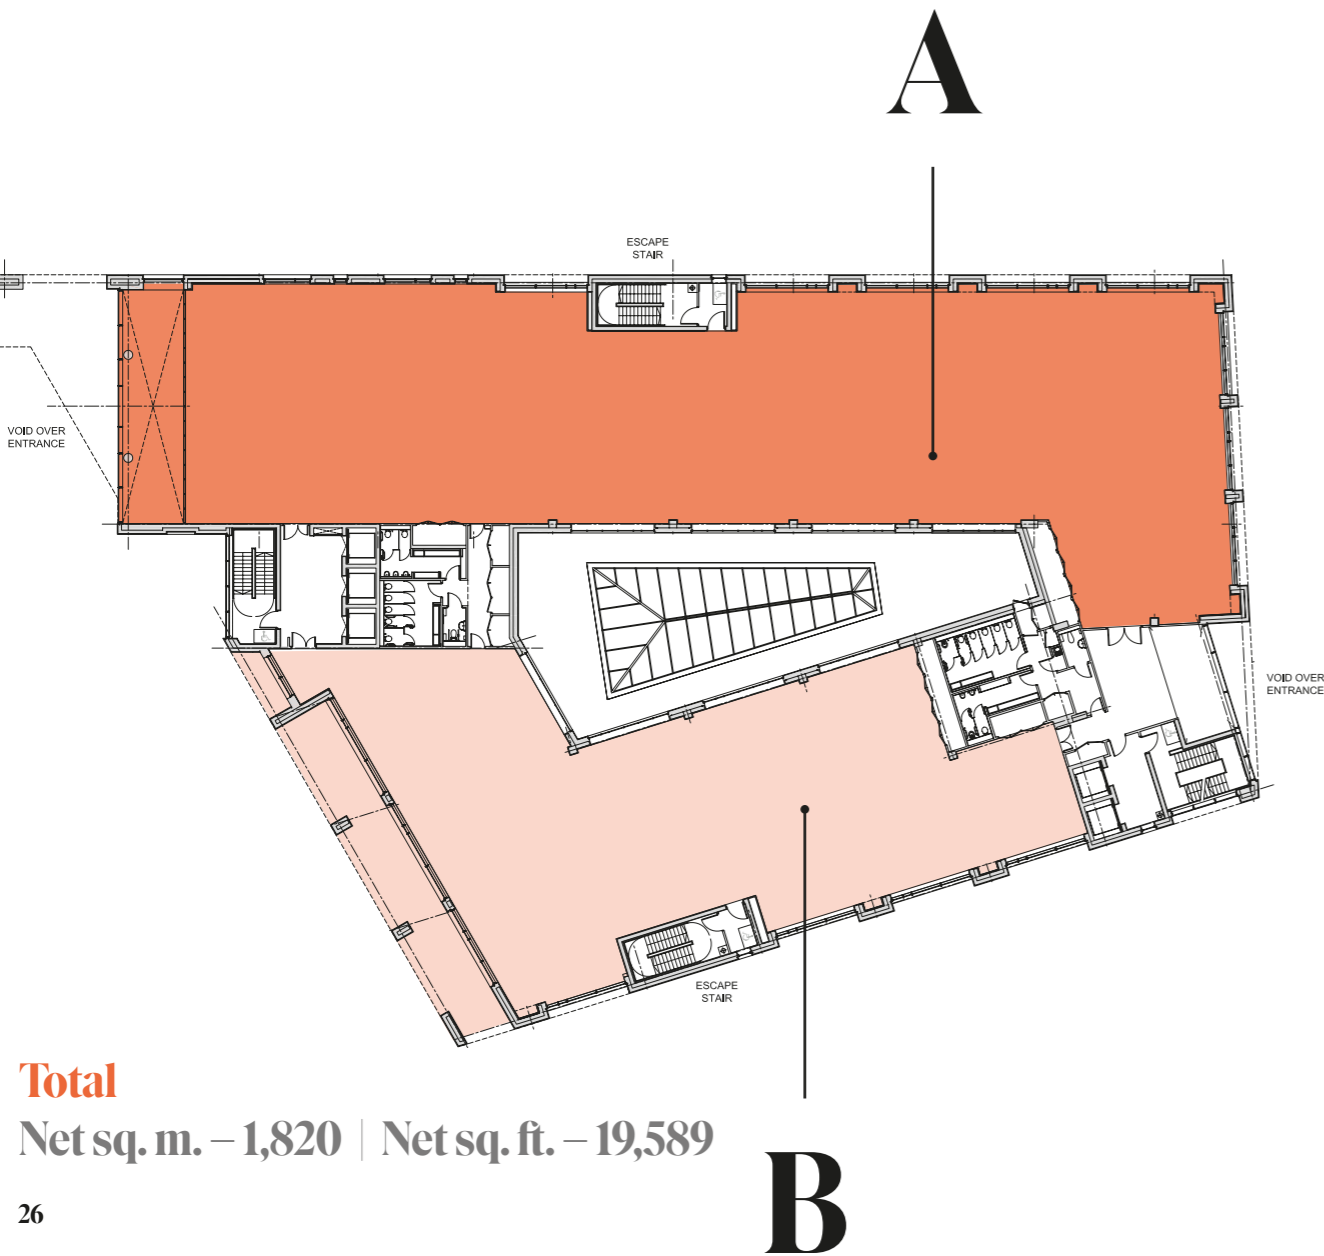 A
ESCAPE
STAIR
VOID OVER
ENTRANCE
VOID OVER
ENTRANCE
ESCAPE
STAIR
Total
Net sq. m. – 1,820 | Net sq. ft. – 19,589
B
26